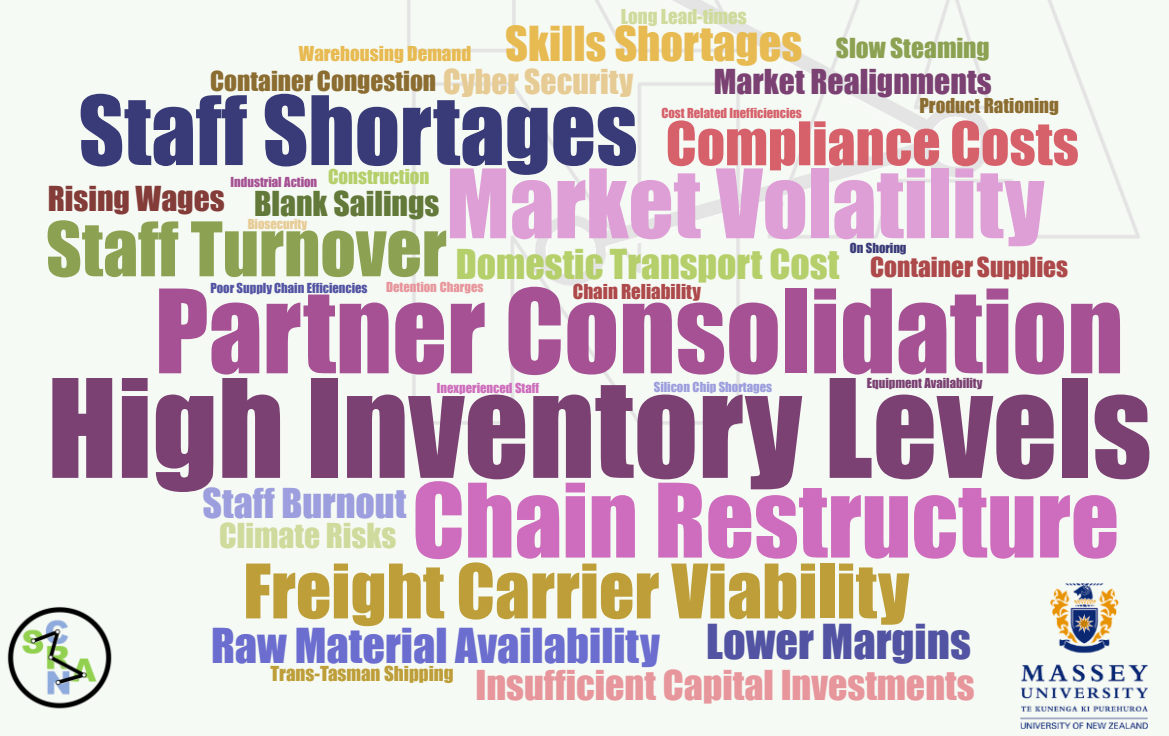 Long Lead-times
Skills Shortages
Slow Steaming
Warehousing Demand
Container Congestion
Cyber Security
Market Realignments
Staff Shortages
Cost Related Inefficiencies
Product Rationing
Compliance Costs
Industrial Action
Construction
Market Volatility
Rising Wages
Blank Sailings
Biosecurity
Staff Turnover
Domestic Transport Cost
On Shoring
Container Supplies
Poor Supply Chain Efficiencies
Detention Charges
Chain Reliability
Partner Consolidation
Inexperienced Staff
Silicon Chip Shortages
Equipment Availability
High Inventory Levels
Staff Burnout
Chain Restructure
Climate Risks
Freight Carrier Viability
Raw Material Availability
Lower Margins
Trans-Tasman Shipping
Insufficient Capital Investments
SCRAN
MASSEY
UNIVERSITY
TE KUNENGA KI PUREHUROA
UNIVERSITY OF NEW ZEALAND